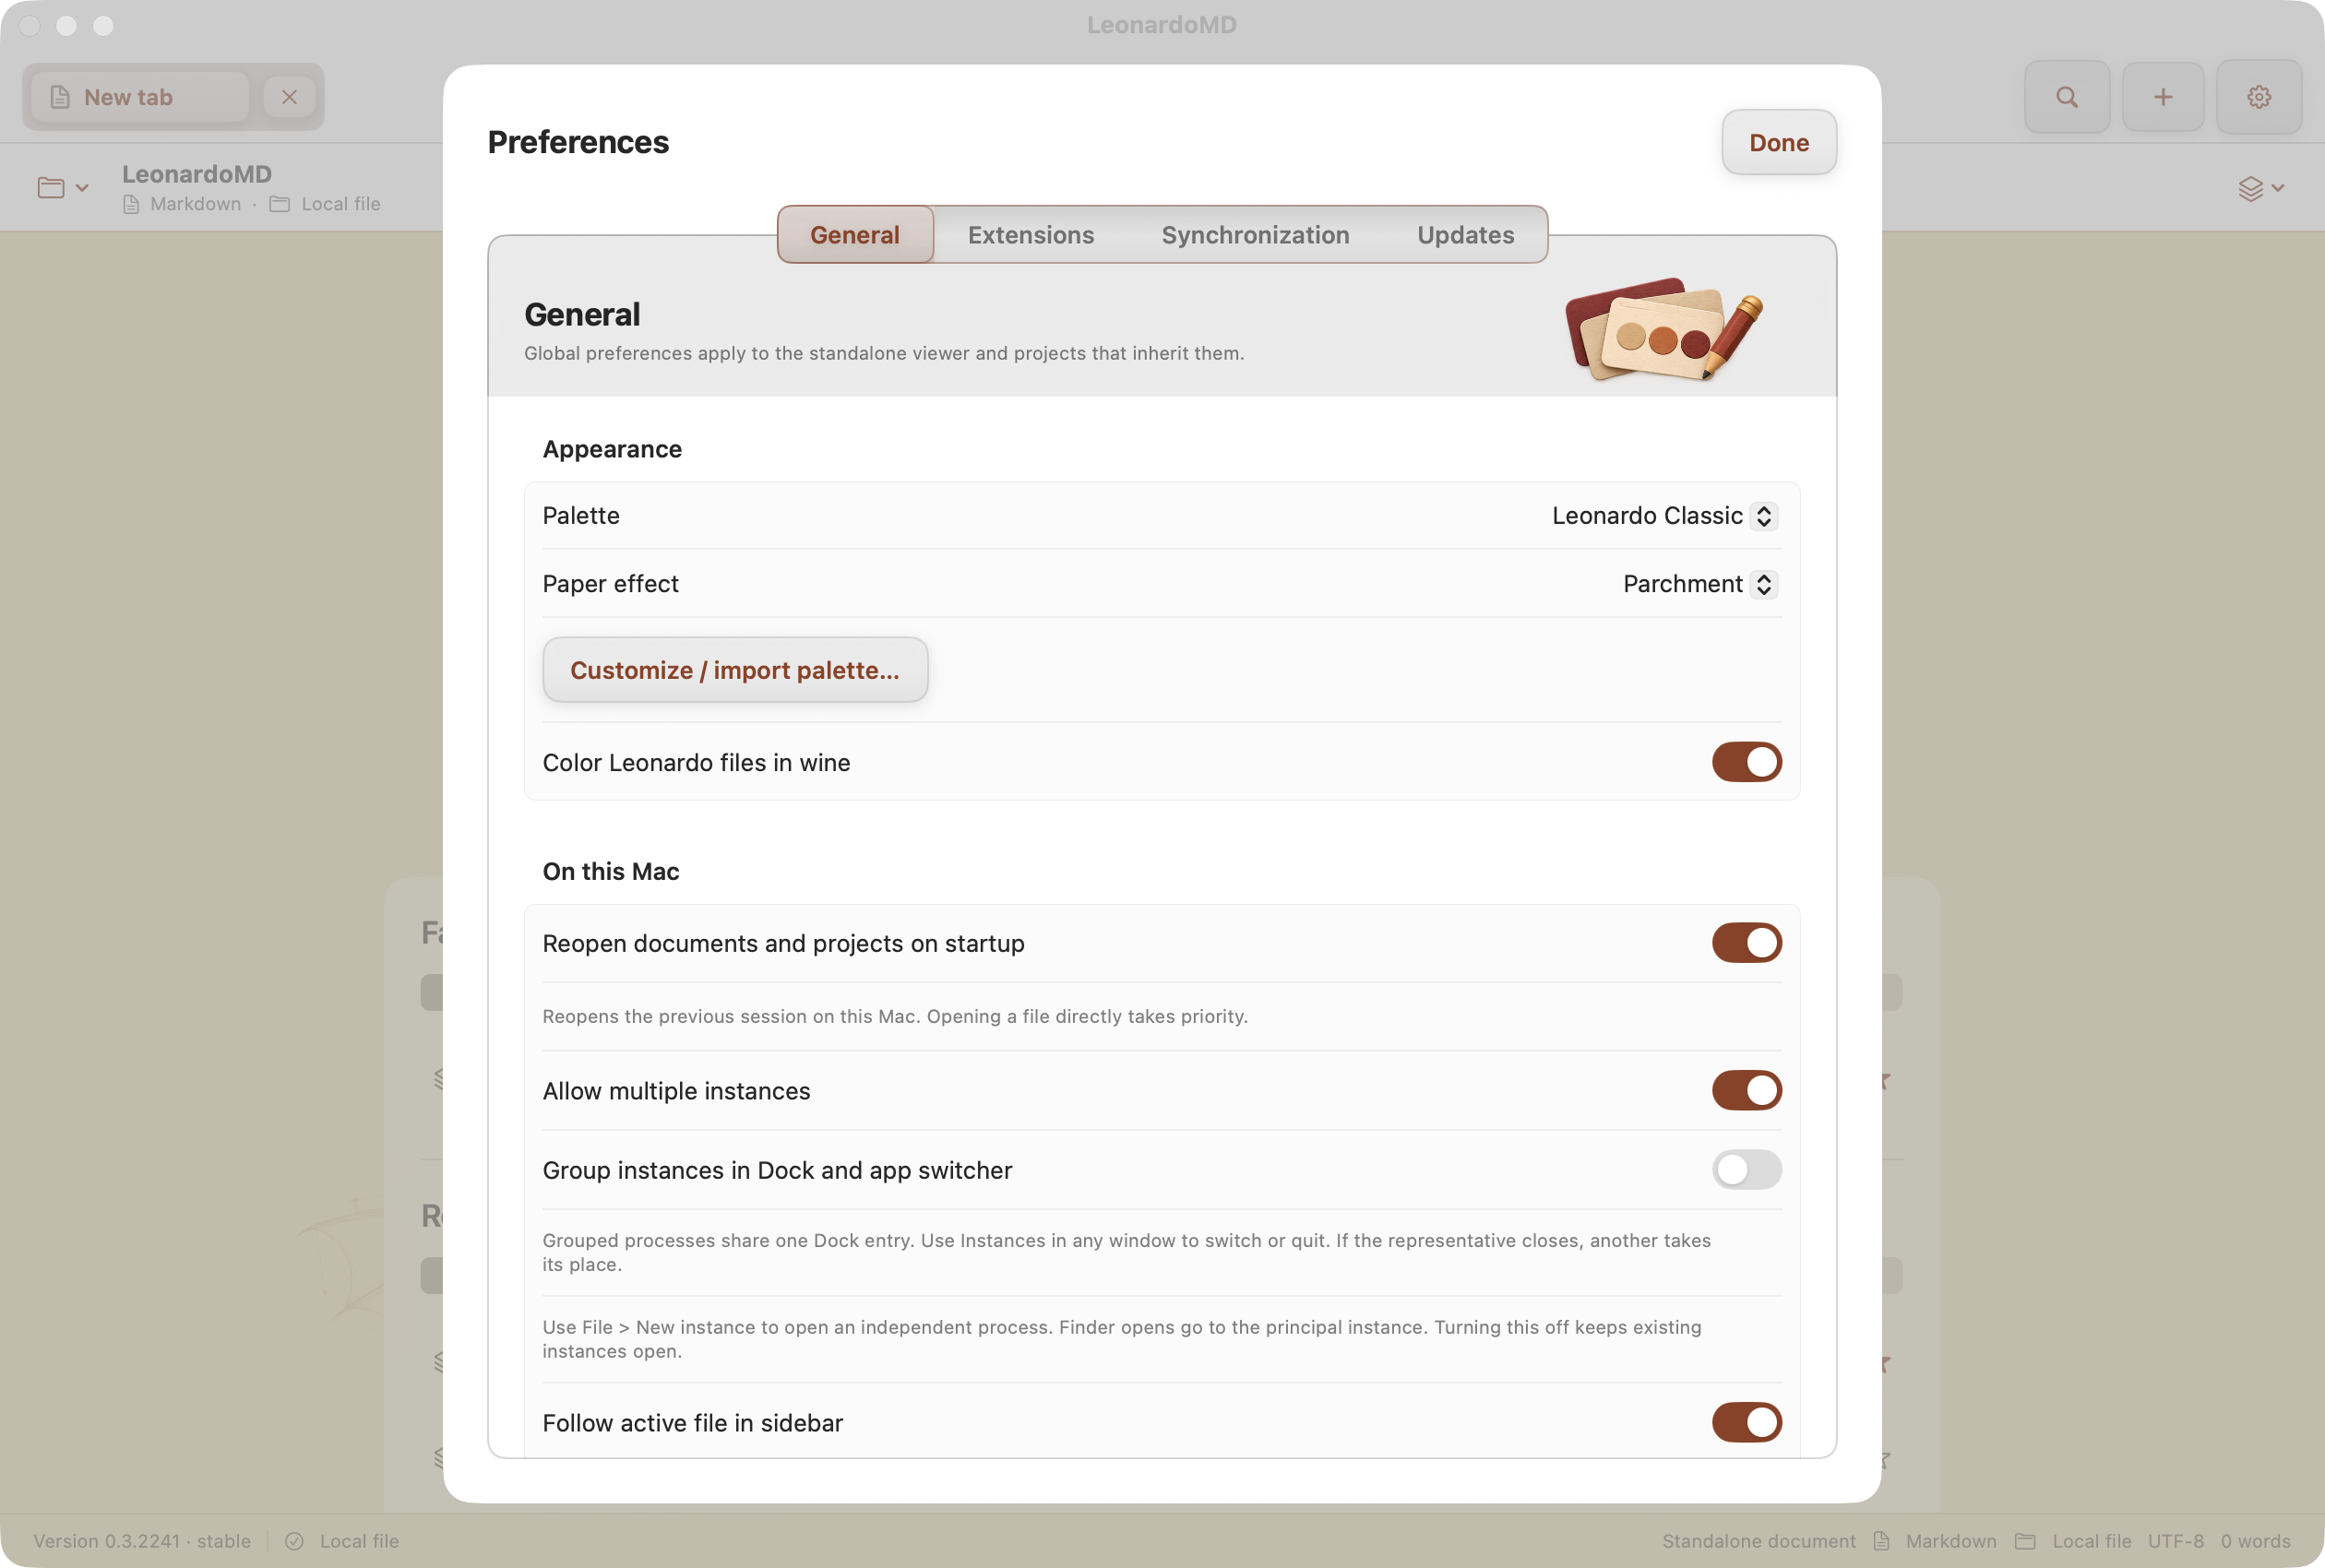 LeonardoMD
New tab
LeonardoMD
Markdown · Local file
Preferences
Done
General
Extensions
Synchronization
Updates
General
Global preferences apply to the standalone viewer and projects that inherit them.
Appearance
Palette
Leonardo Classic
Paper effect
Parchment
Customize / import palette...
Color Leonardo files in wine
On this Mac
Reopen documents and projects on startup
Reopens the previous session on this Mac. Opening a file directly takes priority.
Allow multiple instances
Group instances in Dock and app switcher
Grouped processes share one Dock entry. Use Instances in any window to switch or quit. If the representative closes, another takes
its place.
Use File > New instance to open an independent process. Finder opens go to the principal instance. Turning this off keeps existing
instances open.
Follow active file in sidebar
Version 0.3.2241 · stable
Local file
Standalone document
Markdown
Local file
UTF-8
0 words